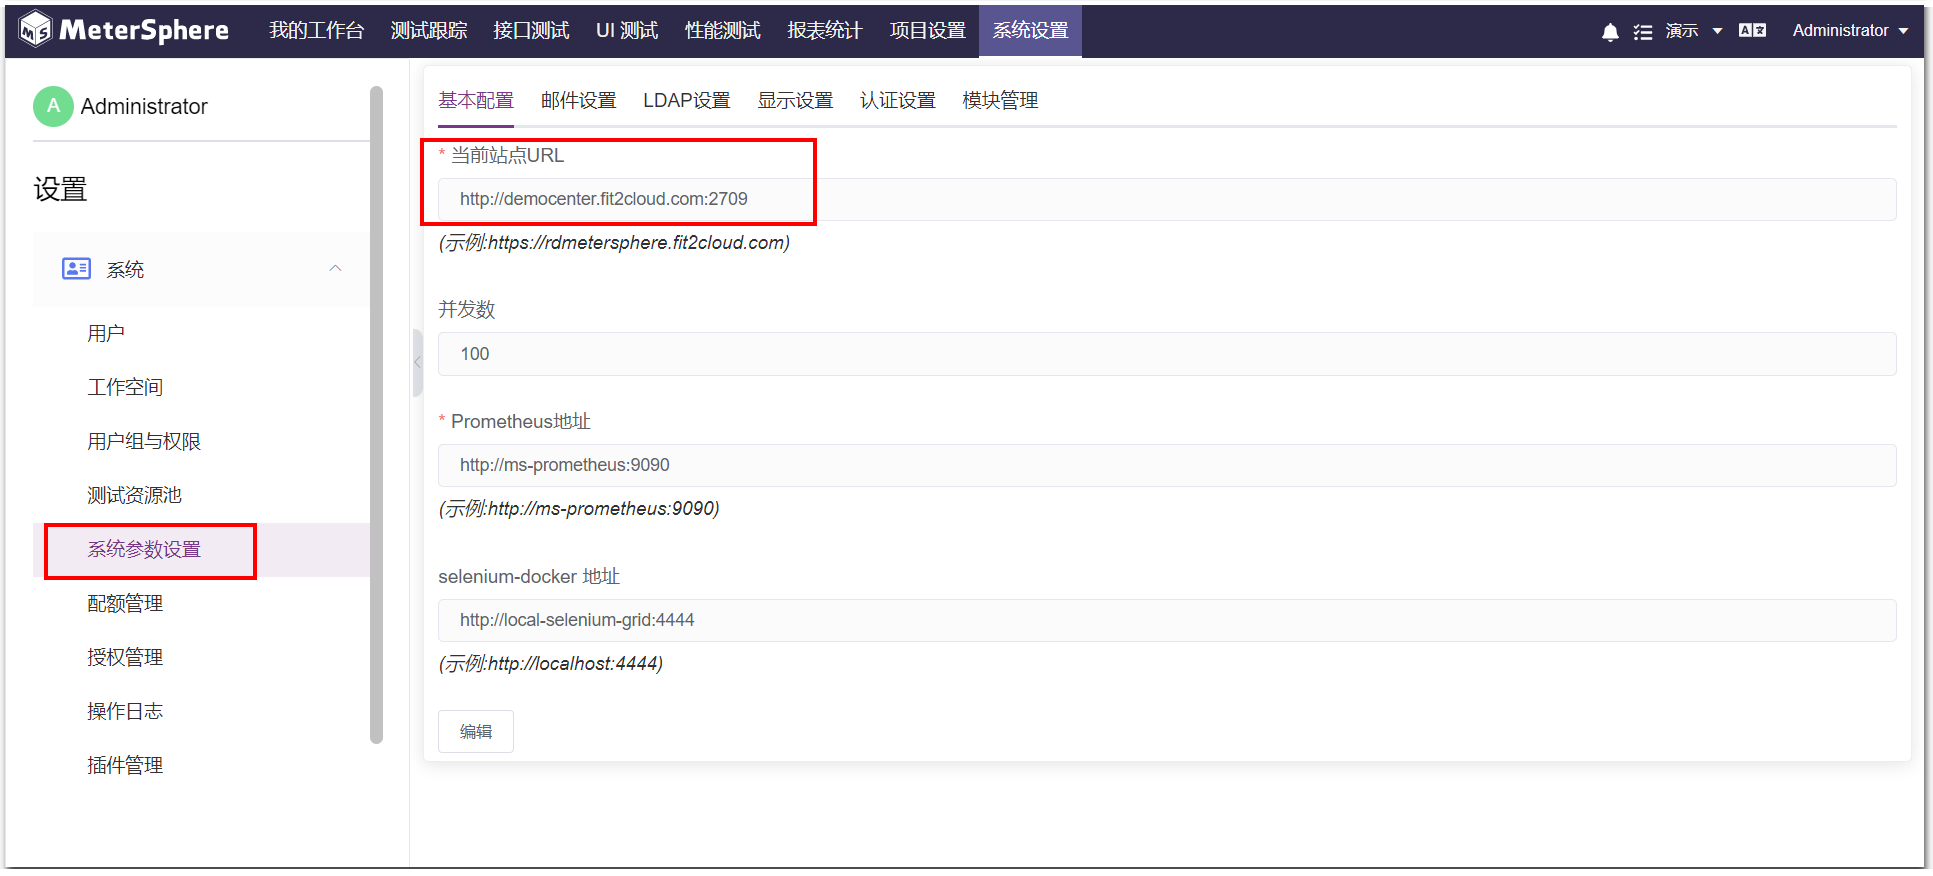 MeterSphere 我的工作台 测试跟踪 接口测试 UI 测试 性能测试 报表统计 项目设置 系统设置 演示 Administrator
A Administrator
设置
系统
用户
工作空间
用户组与权限
测试资源池
系统参数设置
配额管理
授权管理
操作日志
插件管理
基本配置 邮件设置 LDAP设置 显示设置 认证设置 模块管理
* 当前站点URL
http://democenter.fit2cloud.com:2709
(示例:https://rdmetersphere.fit2cloud.com)
并发数
100
* Prometheus地址
http://ms-prometheus:9090
(示例:http://ms-prometheus:9090)
selenium-docker 地址
http://local-selenium-grid:4444
(示例:http://localhost:4444)
编辑